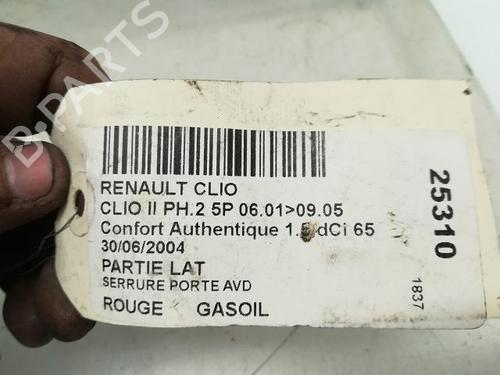 RENAULT CLIO
CLIO II PH.2 5P 06.01>09.05
Confort Authentique 1.5 dCi 65
30/06/2004
PARTIE LAT
SERRURE PORTE AVD
ROUGE GASOIL
25310
1837
B-PARTS